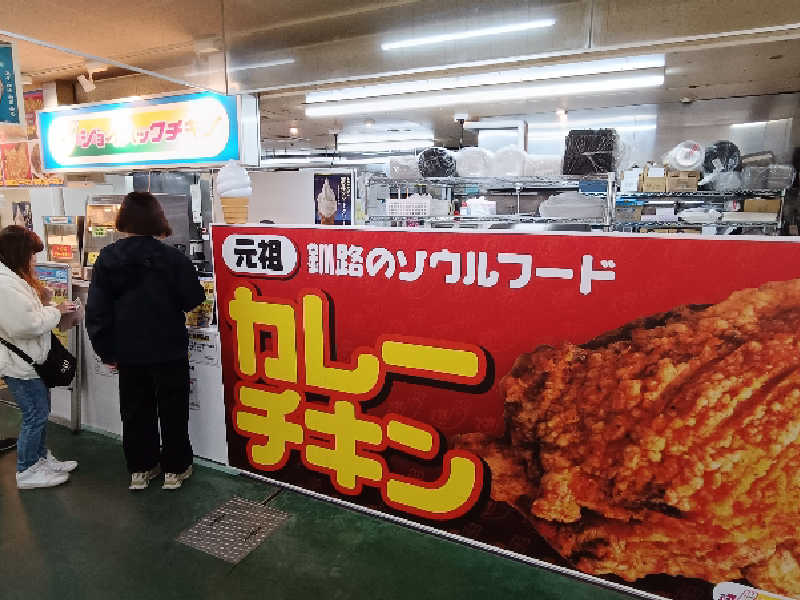 ジョイパックチキン
元祖 釧路のソウルフード
カレー
チキン